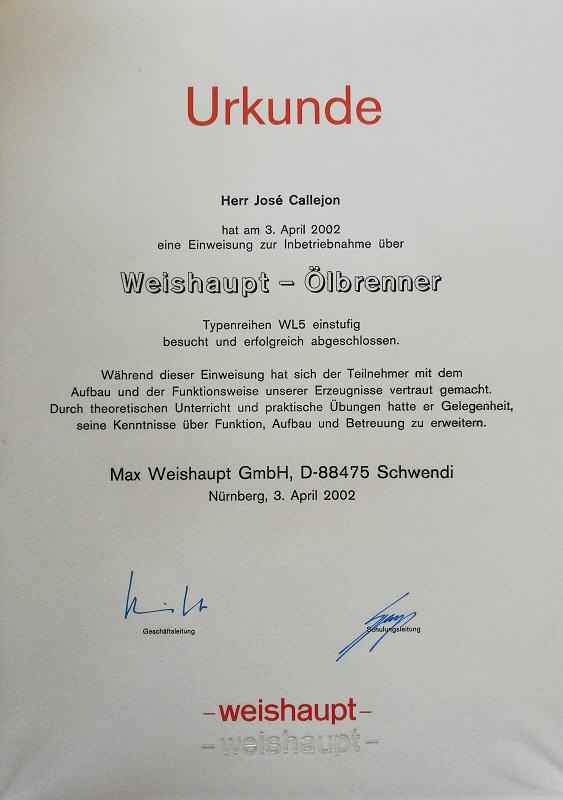 Urkunde
Herr José Callejon
hat am 3. April 2002
eine Einweisung zur Inbetriebnahme über
Weishaupt – Ölbrenner
Typenreihen WL5 einstufig
besucht und erfolgreich abgeschlossen.
Während dieser Einweisung hat sich der Teilnehmer mit dem
Aufbau und der Funktionsweise unserer Erzeugnisse vertraut gemacht.
Durch theoretischen Unterricht und praktische Übungen hatte er Gelegenheit,
seine Kenntnisse über Funktion, Aufbau und Betreuung zu erweitern.
Max Weishaupt GmbH, D-88475 Schwendi
Nürnberg, 3. April 2002
Geschäftsleitung Schulungsleitung
–weishaupt–
–weishaupt–